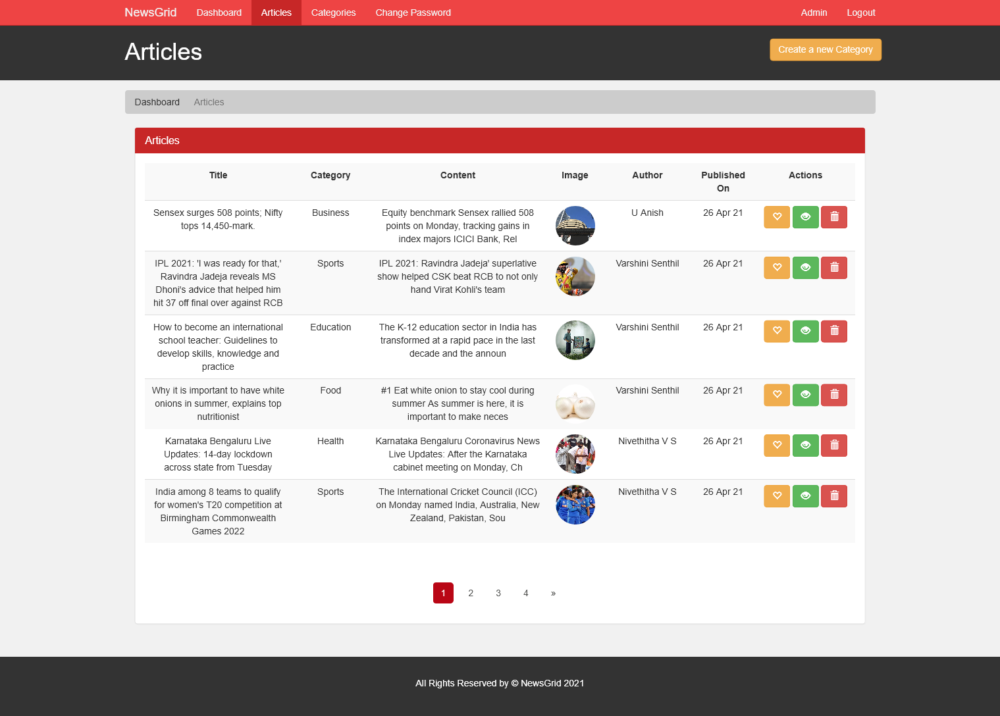 NewsGrid Dashboard Articles Categories Change Password Admin Logout
Articles Create a new Category
Dashboard Articles
Articles
Title Category Content Image Author Published On Actions
Sensex surges 508 points; Nifty tops 14,450-mark. Business Equity benchmark Sensex rallied 508 points on Monday, tracking gains in index majors ICICI Bank, Rel U Anish 26 Apr 21
IPL 2021: 'I was ready for that,' Ravindra Jadeja reveals MS Dhoni's advice that helped him hit 37 off final over against RCB Sports IPL 2021: Ravindra Jadeja' superlative show helped CSK beat RCB to not only hand Virat Kohli's team Varshini Senthil 26 Apr 21
How to become an international school teacher: Guidelines to develop skills, knowledge and practice Education The K-12 education sector in India has transformed at a rapid pace in the last decade and the announ Varshini Senthil 26 Apr 21
Why it is important to have white onions in summer, explains top nutritionist Food #1 Eat white onion to stay cool during summer As summer is here, it is important to make neces Varshini Senthil 26 Apr 21
Karnataka Bengaluru Live Updates: 14-day lockdown across state from Tuesday Health Karnataka Bengaluru Coronavirus News Live Updates: After the Karnataka cabinet meeting on Monday, Ch Nivethitha V S 26 Apr 21
India among 8 teams to qualify for women's T20 competition at Birmingham Commonwealth Games 2022 Sports The International Cricket Council (ICC) on Monday named India, Australia, New Zealand, Pakistan, Sou Nivethitha V S 26 Apr 21
1 2 3 4 »
All Rights Reserved by © NewsGrid 2021